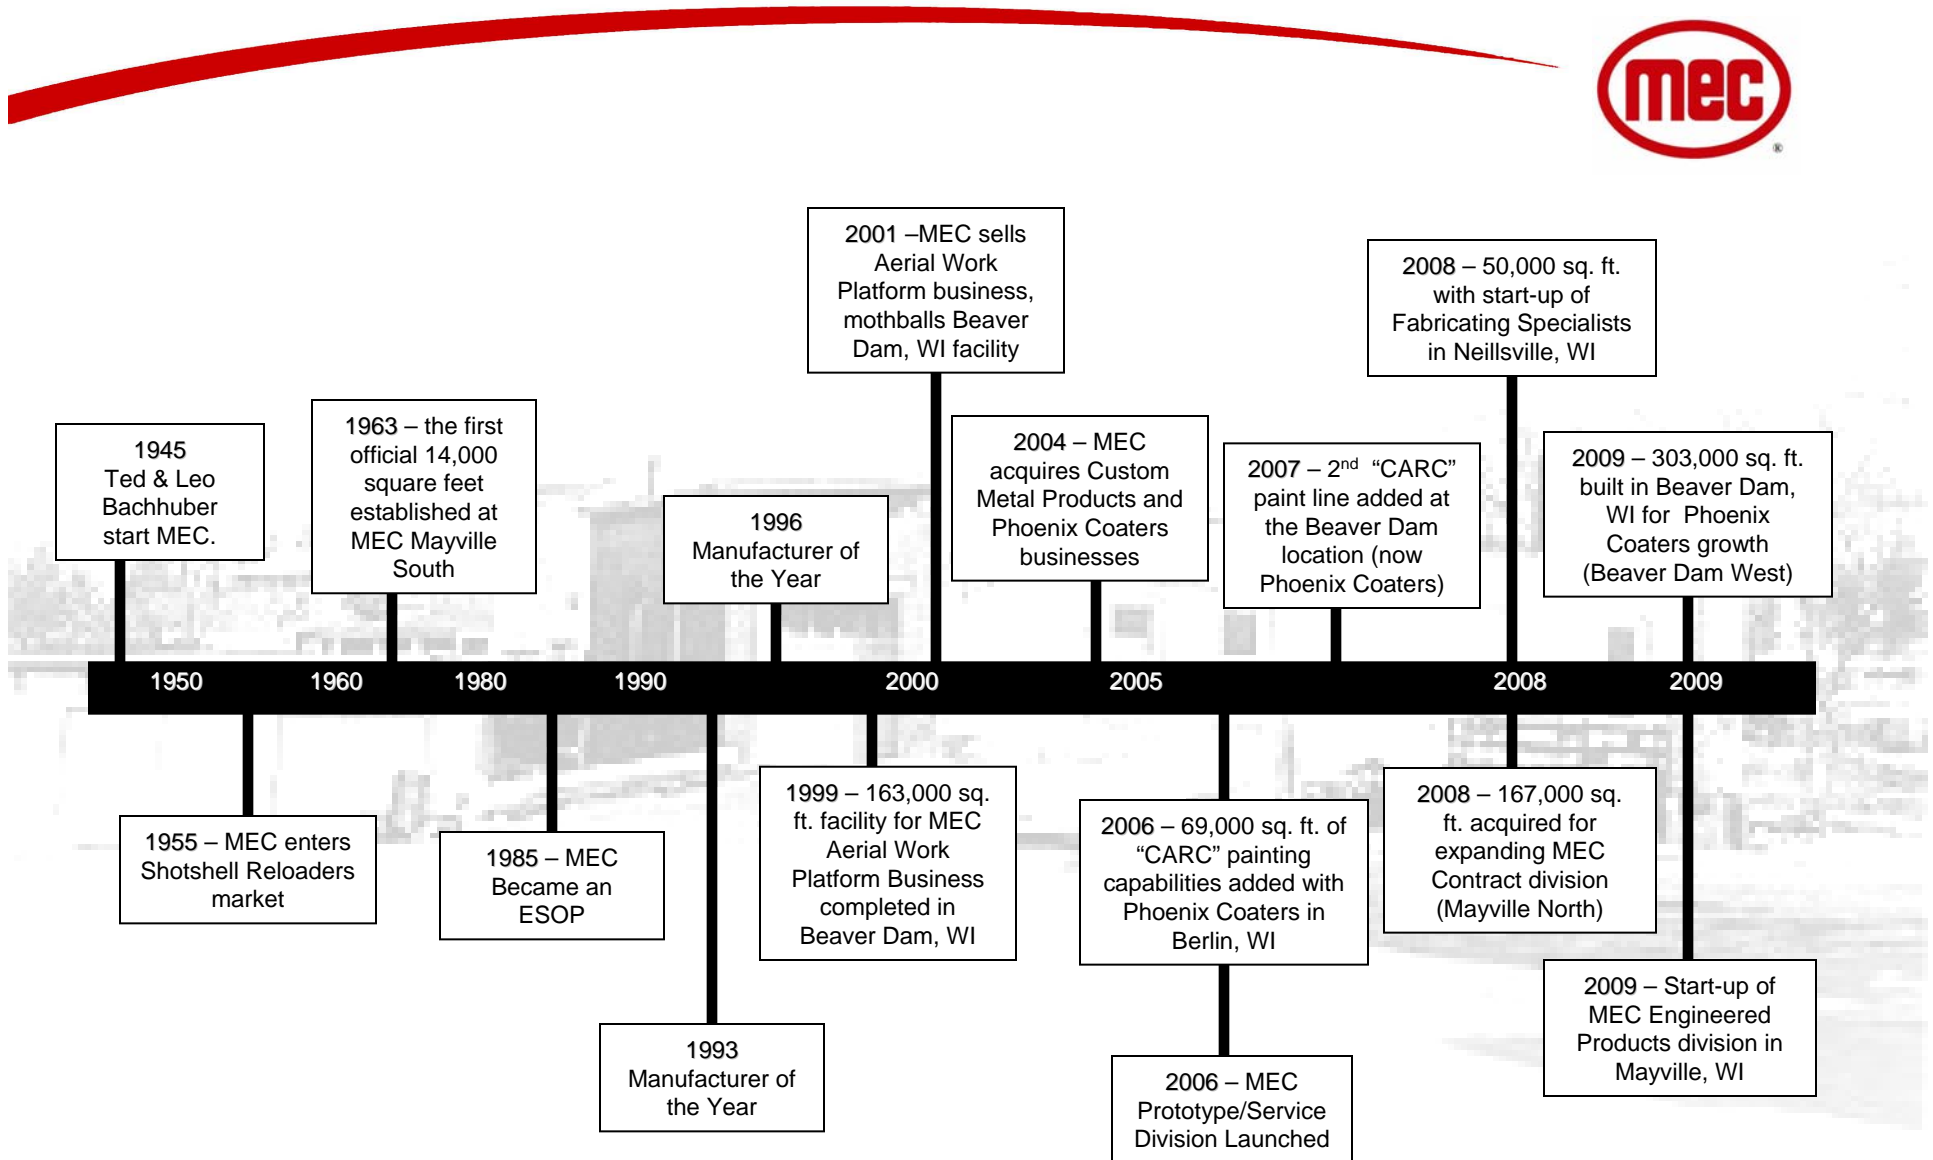 mec
®
2001 –MEC sells
Aerial Work
Platform business,
mothballs Beaver
Dam, WI facility
2008 – 50,000 sq. ft.
with start-up of
Fabricating Specialists
in Neillsville, WI
1945
Ted & Leo
Bachhuber
start MEC.
1963 – the first
official 14,000
square feet
established at
MEC Mayville
South
1996
Manufacturer of
the Year
2004 – MEC
acquires Custom
Metal Products and
Phoenix Coaters
businesses
2007 – 2nd “CARC”
paint line added at
the Beaver Dam
location (now
Phoenix Coaters)
2009 – 303,000 sq. ft.
built in Beaver Dam,
WI for Phoenix
Coaters growth
(Beaver Dam West)
1950 1960 1980 1990 2000 2005 2008 2009
1955 – MEC enters
Shotshell Reloaders
market
1985 – MEC
Became an
ESOP
1993
Manufacturer of
the Year
1999 – 163,000 sq.
ft. facility for MEC
Aerial Work
Platform Business
completed in
Beaver Dam, WI
2006 – 69,000 sq. ft. of
“CARC” painting
capabilities added with
Phoenix Coaters in
Berlin, WI
2006 – MEC
Prototype/Service
Division Launched
2008 – 167,000 sq.
ft. acquired for
expanding MEC
Contract division
(Mayville North)
2009 – Start-up of
MEC Engineered
Products division in
Mayville, WI